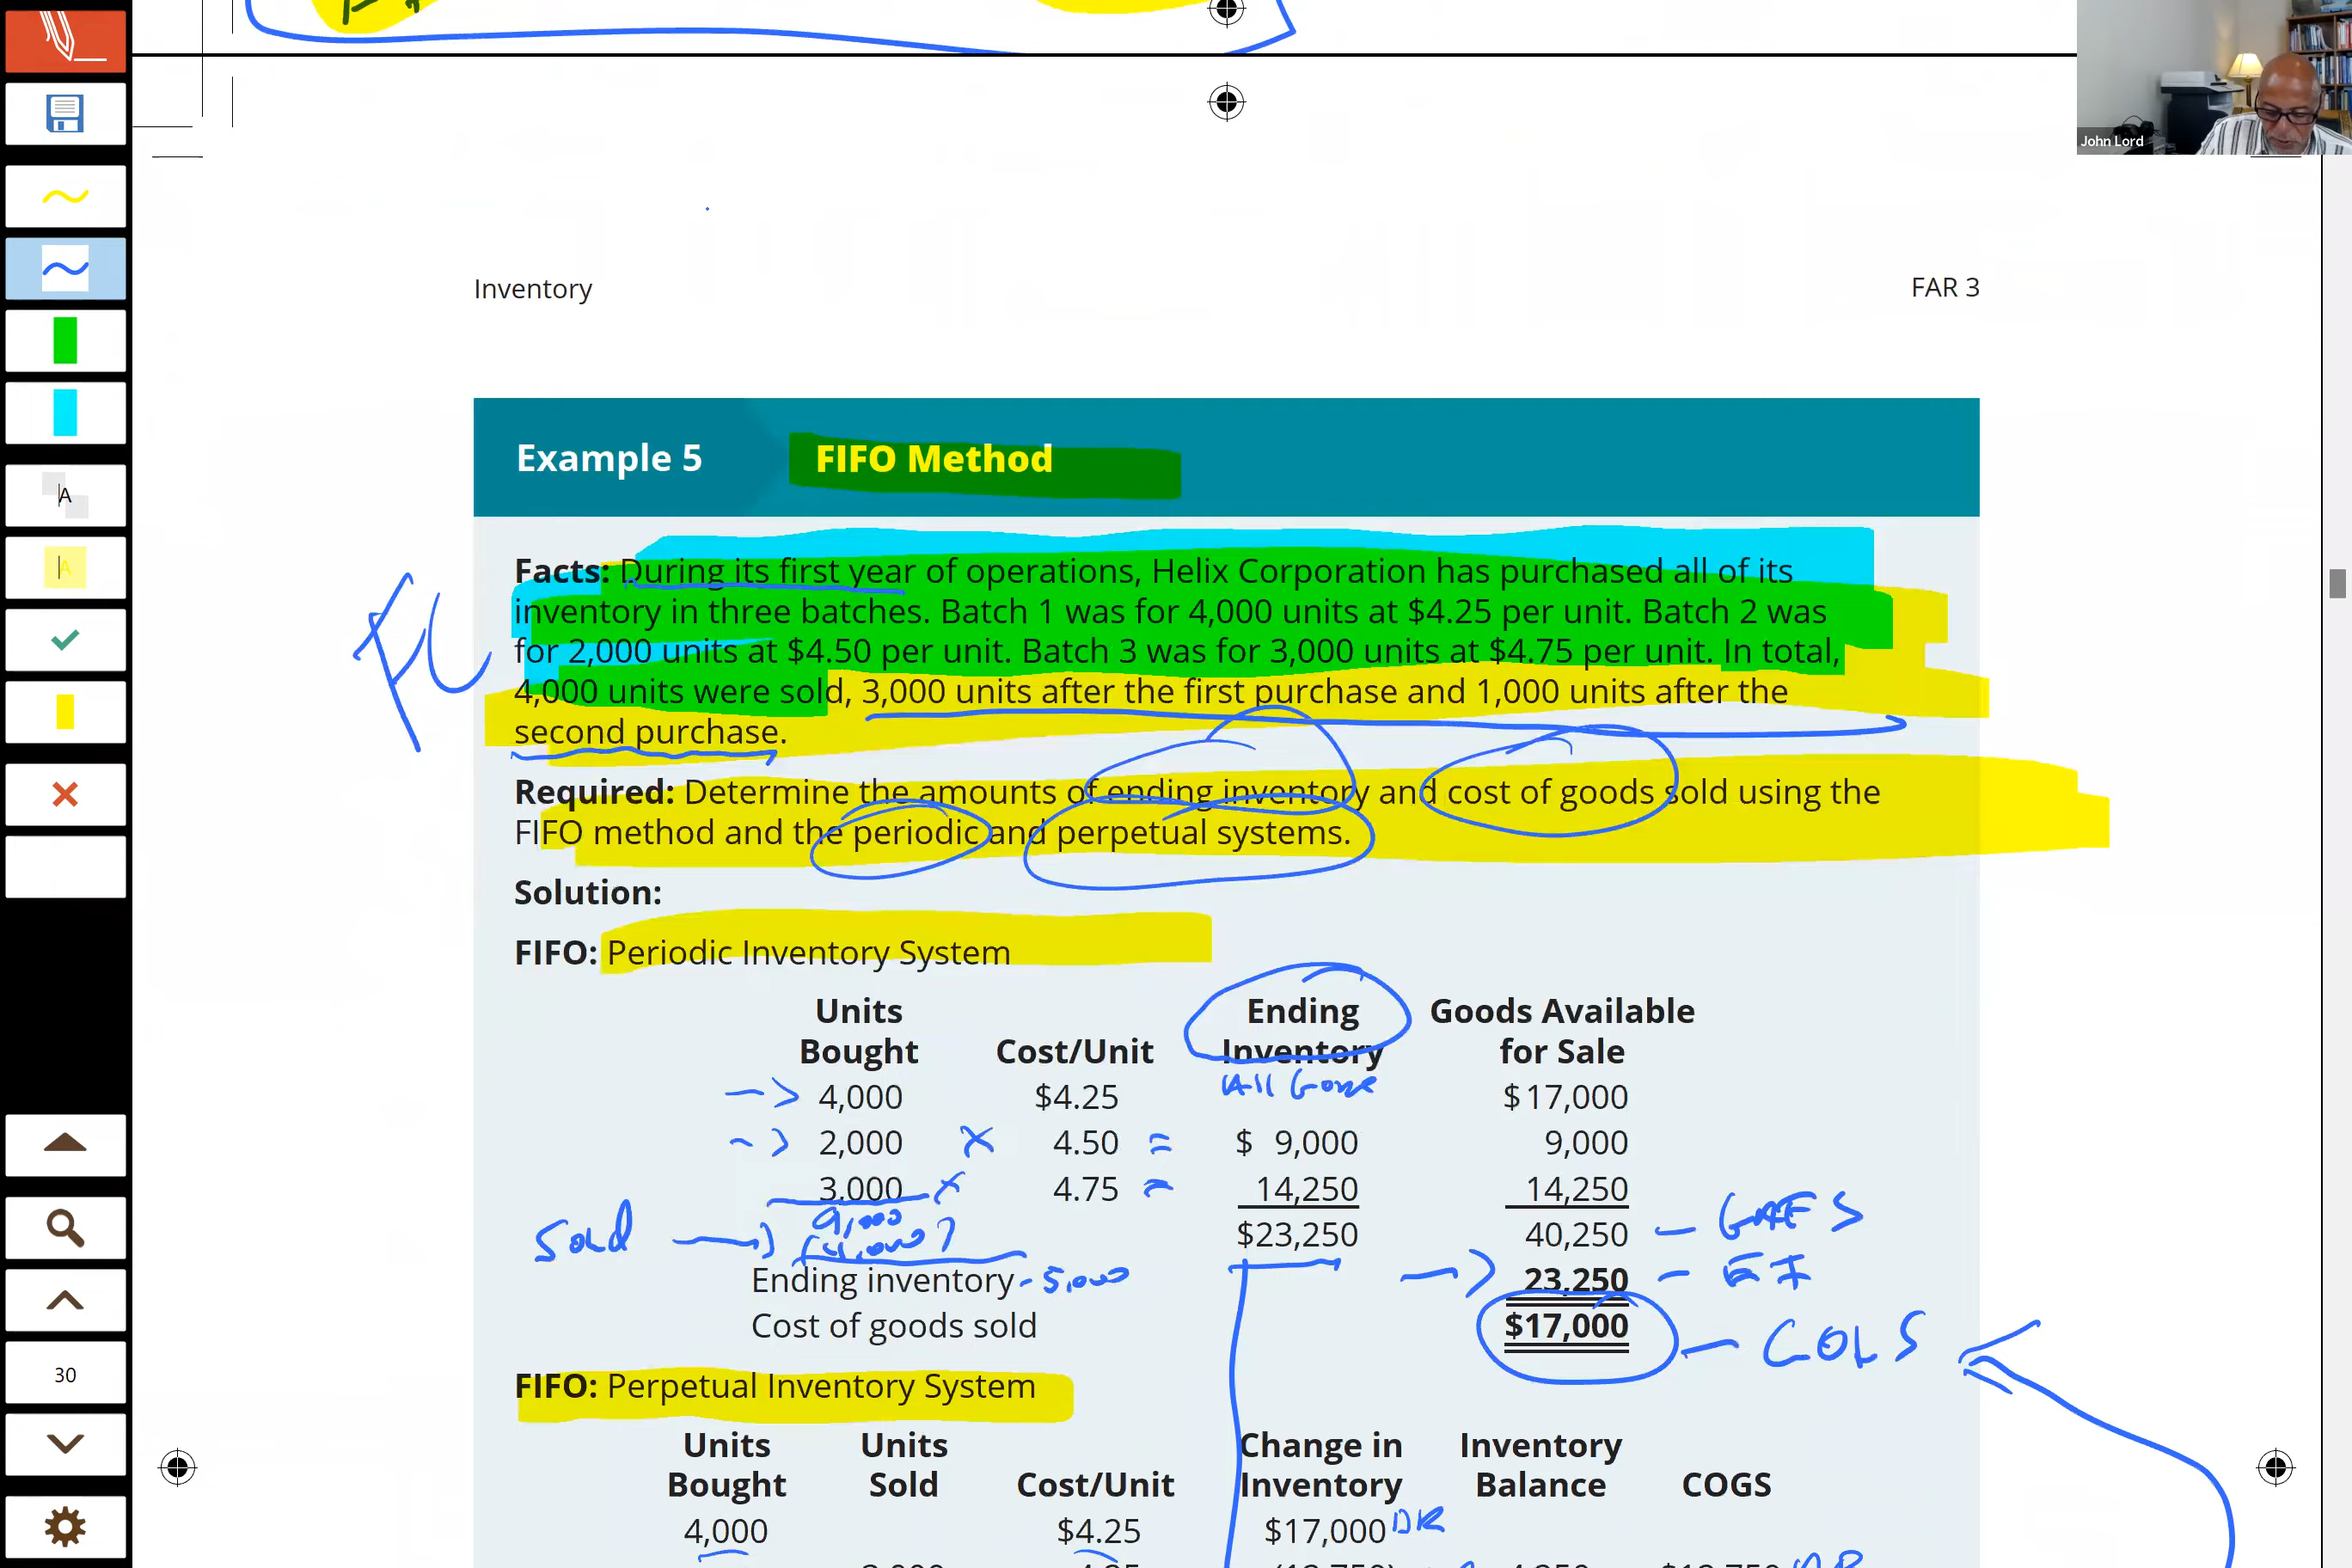 John Lord
Inventory
FAR 3
Example 5
FIFO Method
Facts: During its first year of operations, Helix Corporation has purchased all of its
inventory in three batches. Batch 1 was for 4,000 units at $4.25 per unit. Batch 2 was
for 2,000 units at $4.50 per unit. Batch 3 was for 3,000 units at $4.75 per unit. In total,
4,000 units were sold, 3,000 units after the first purchase and 1,000 units after the
second purchase.
Required: Determine the amounts of ending inventory and cost of goods sold using the
FIFO method and the periodic and perpetual systems.
Solution:
FIFO: Periodic Inventory System
Units Bought Cost/Unit Ending Inventory Goods Available for Sale
All Gone
-> 4,000 $4.25 $17,000
-> 2,000 x 4.50 = $ 9,000 9,000
3,000 x 4.75 = 14,250 14,250
Sold -> 9,000 $23,250 40,250 - GAFS
(4,000)
Ending inventory - 5,000 -> 23,250 - EI
Cost of goods sold $17,000 - COGS
FIFO: Perpetual Inventory System
Units Bought Units Sold Cost/Unit Change in Inventory Inventory Balance COGS
4,000 $4.25 $17,000 DR
30